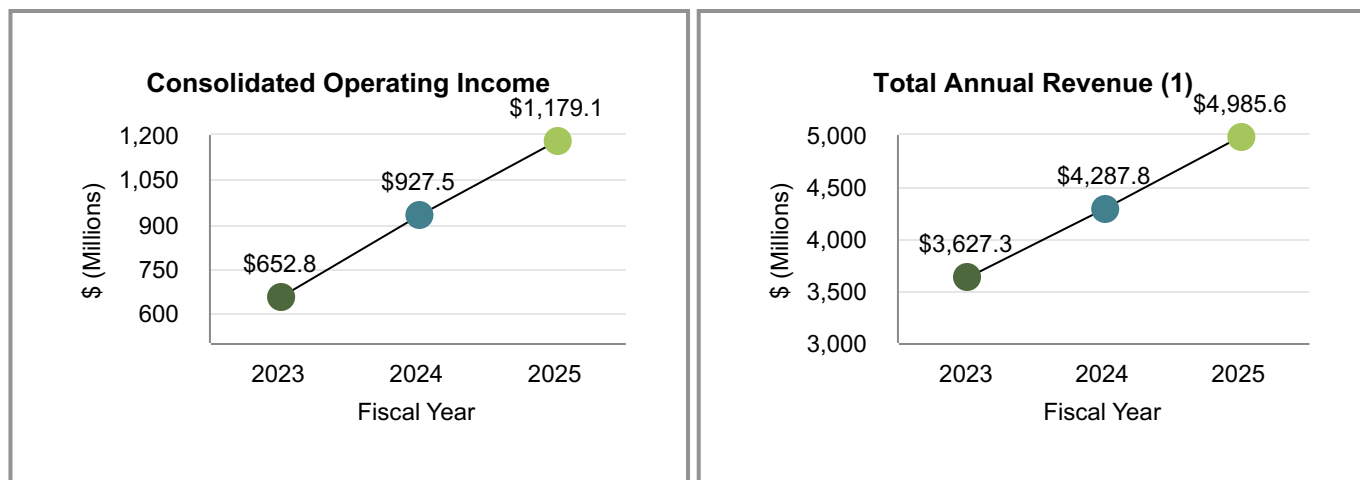 Consolidated Operating Income
$1,179.1
1,200
1,050
$927.5
900
$652.8
750
600
$ (Millions)
2023 2024 2025
Fiscal Year
Total Annual Revenue (1)
$4,985.6
5,000
4,500
$4,287.8
4,000
$3,627.3
3,500
3,000
$ (Millions)
2023 2024 2025
Fiscal Year